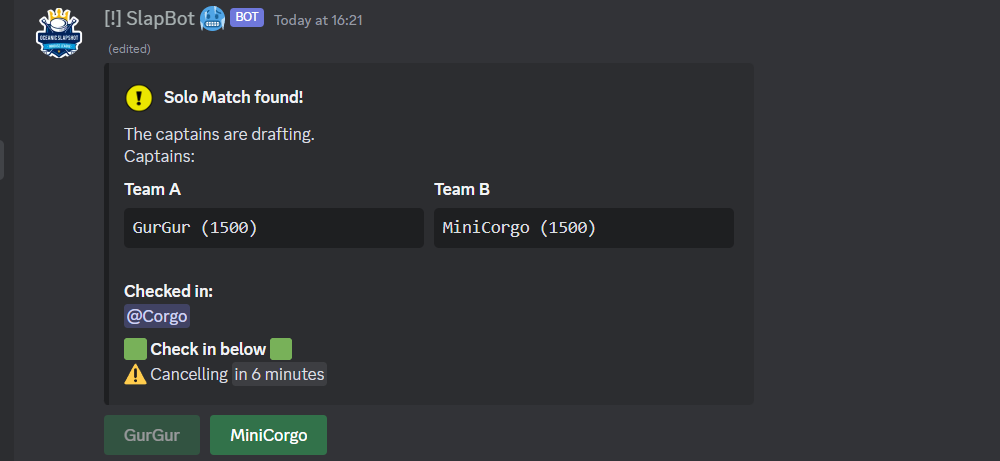 [!] SlapBot 🥶 BOT Today at 16:21
OCEANIC SLAPSHOT
(edited)
! Solo Match found!
The captains are drafting.
Captains:
Team A Team B
GurGur (1500) MiniCorgo (1500)
Checked in:
@Corgo
🟩 Check in below 🟩
⚠️ Cancelling in 6 minutes
GurGur MiniCorgo